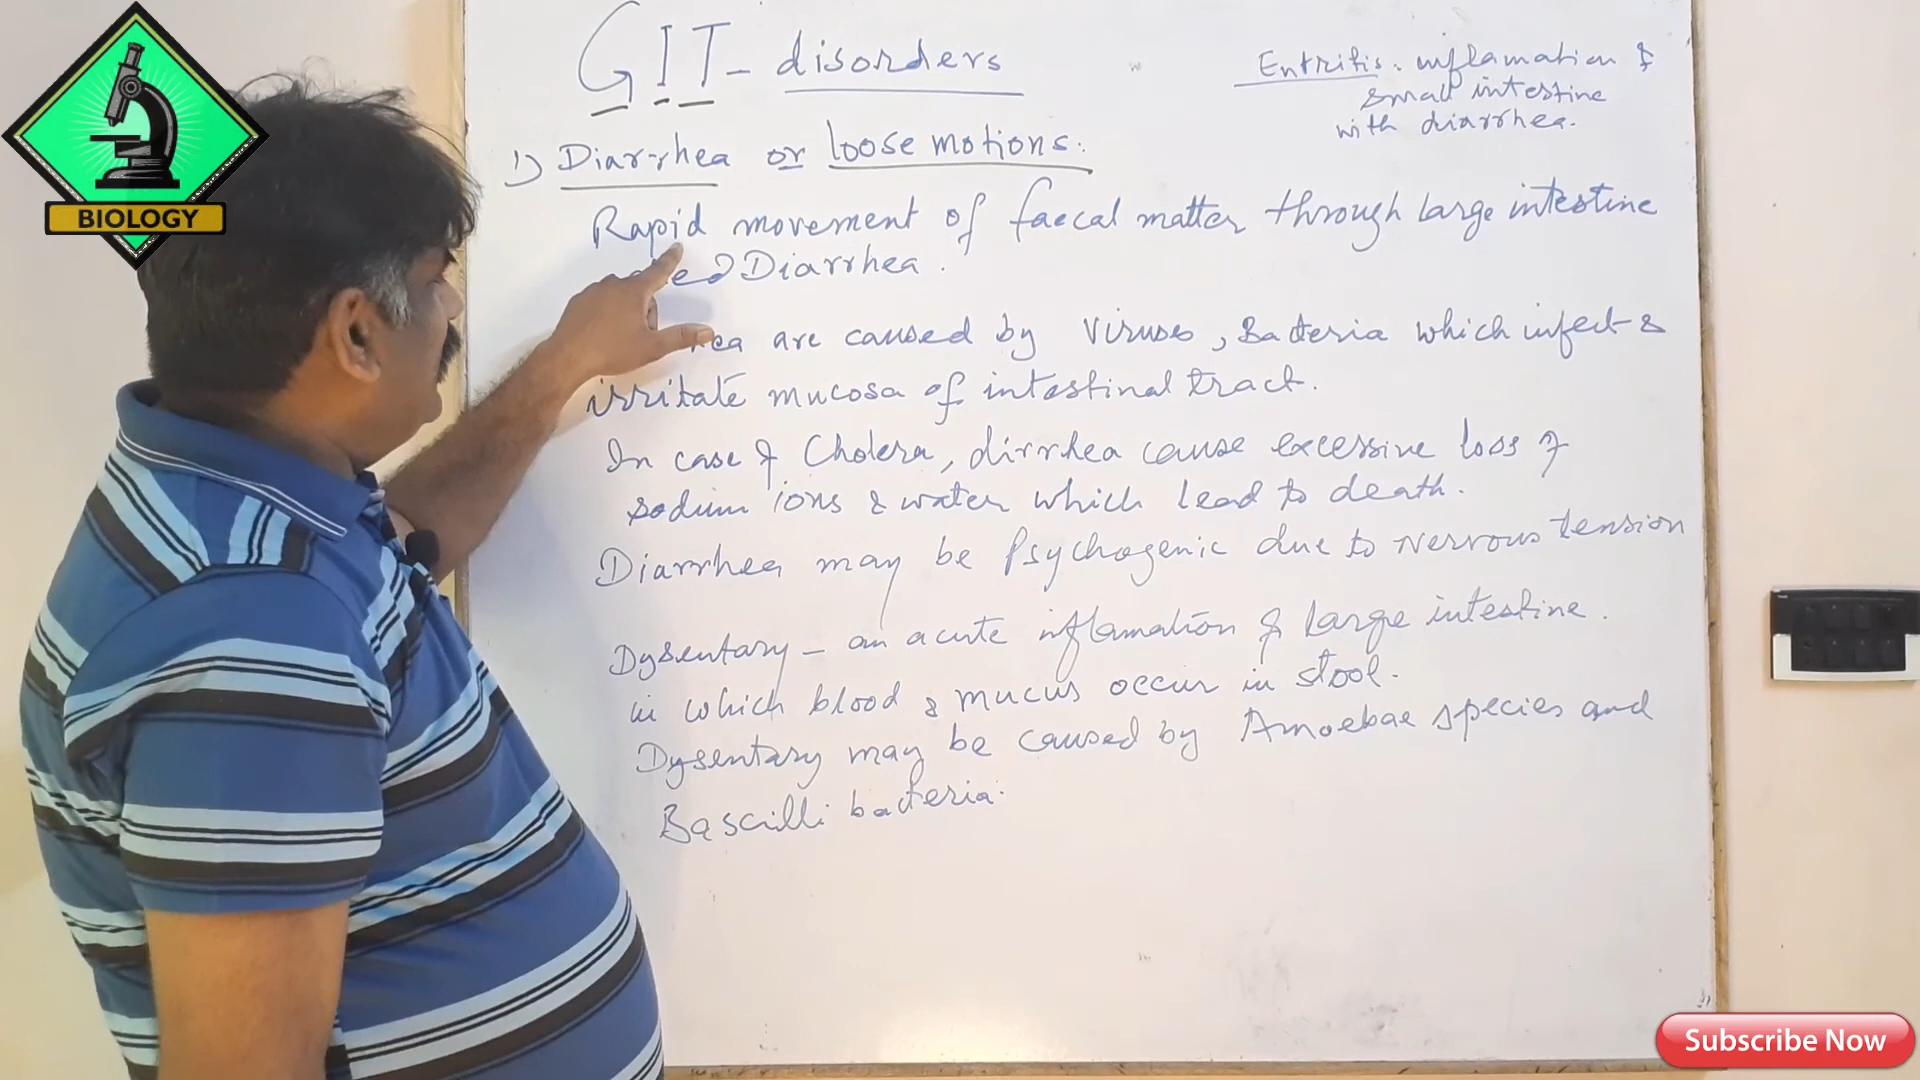 BIOLOGY
GIT - disorders
Entritis. inflamation of
small intestine
with diarrhea.
1) Diarrhea or loose motions.
Rapid movement of faecal matter through large intestine
Diarrhea.
are caused by Viruses, Bacteria which infect &
irritate mucosa of intestinal tract.
In case of Cholera, dirrhea cause excessive loss of
sodium ions & water which lead to death.
Diarrhea may be Psychogenic due to Nervous tension
Dysentary - an acute inflamation of Large intestine.
in which blood & mucus occur in stool.
Dysentary may be caused by Amoebae species and
Bascilli bacteria.
Subscribe Now